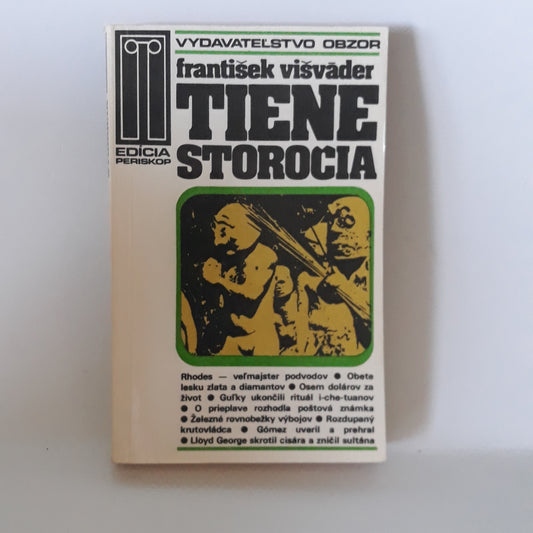 VYDAVATEĽSTVO OBZOR
františek višváder
TIENE
STOROČIA
EDÍCIA
PERISKOP
Rhodes — veľmajster podvodov ● Obete
lesku zlata a diamantov ● Osem dolárov za
život ● Guľky ukončili rituál i-che-tuanov
● O prieplave rozhodla poštová známka
● Železné rovnobežky výbojov ● Rozdupaný
krutovládca ● Gómez uveril a prehral
● Lloyd George skrotil cisára a zničil sultána